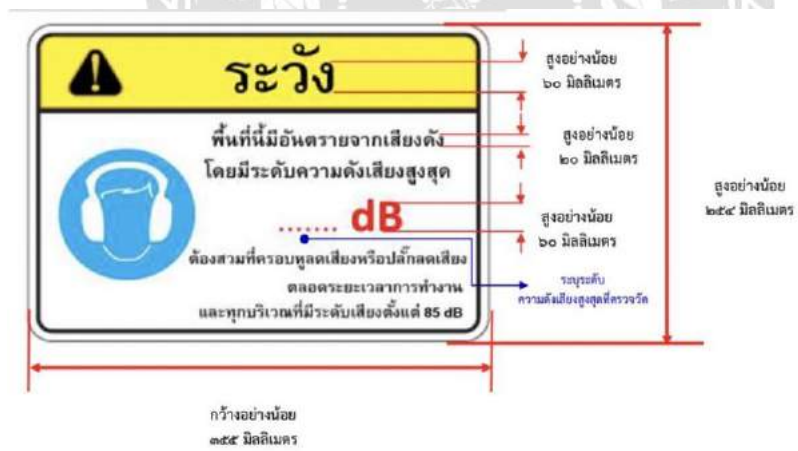 ระวัง
พื้นที่นี้มีอันตรายจากเสียงดัง
โดยมีระดับความดังเสียงสูงสุด
....... dB
ต้องสวมที่ครอบหูลดเสียงหรือปลั๊กลดเสียง
ตลอดระยะเวลาการทำงาน
และทุกบริเวณที่มีระดับเสียงตั้งแต่ 85 dB
สูงอย่างน้อย
๖๐ มิลลิเมตร
สูงอย่างน้อย
๒๐ มิลลิเมตร
สูงอย่างน้อย
๖๐ มิลลิเมตร
ระบุระดับ
ความดังเสียงสูงสุดที่ตรวจวัด
สูงอย่างน้อย
๒๕๔ มิลลิเมตร
กว้างอย่างน้อย
๓๕๕ มิลลิเมตร